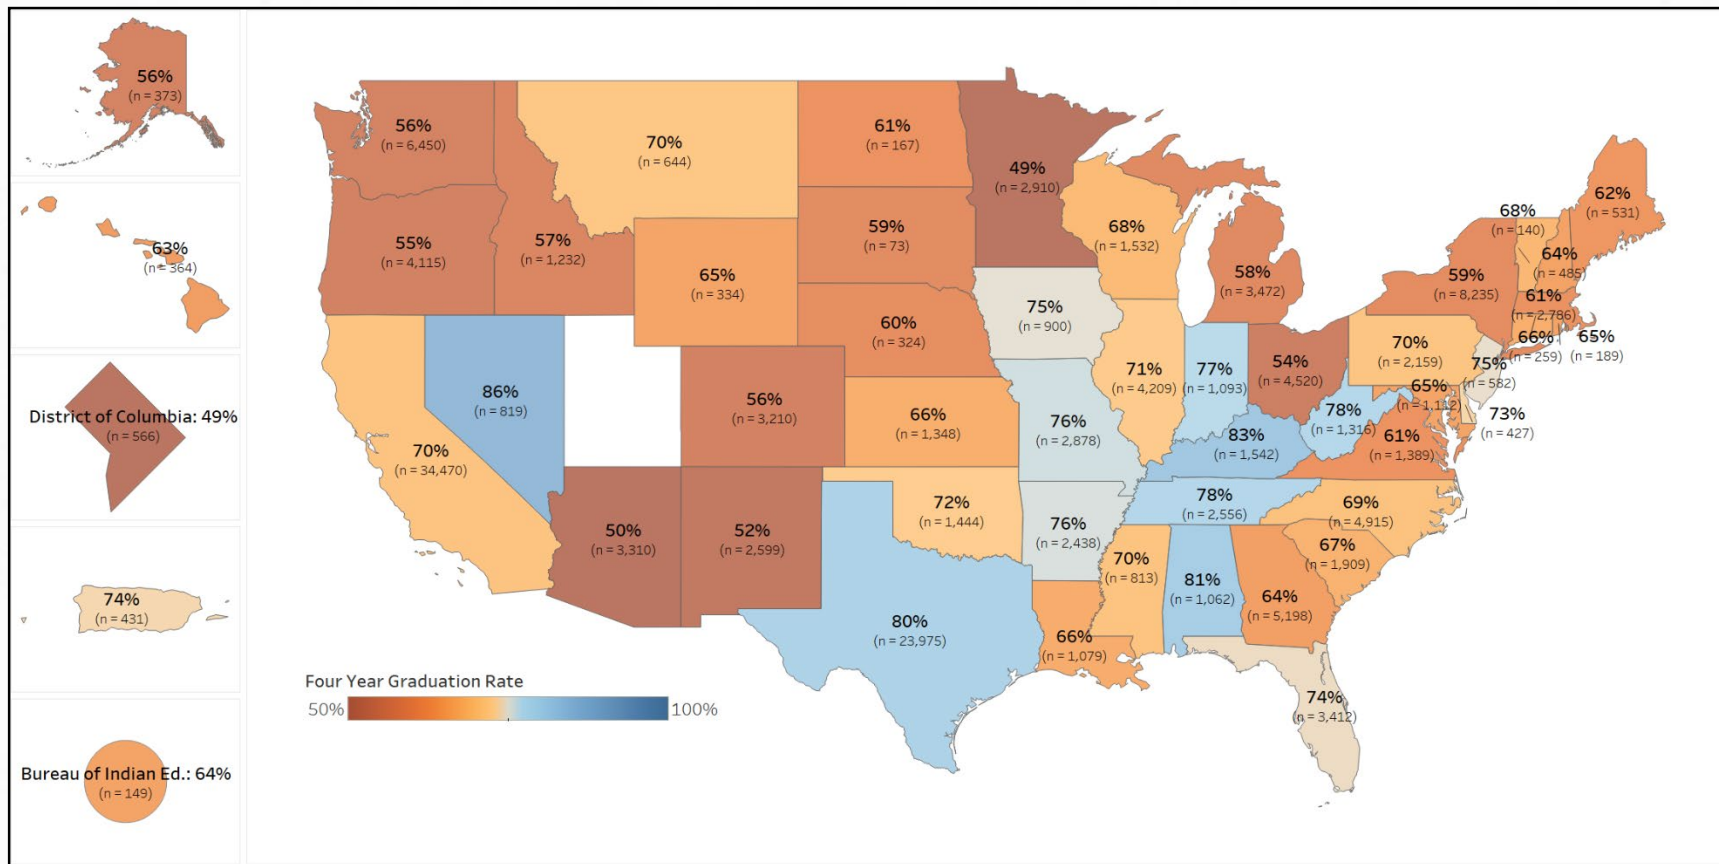 56%
(n = 373)
63%
(n = 364)
District of Columbia: 49%
(n = 566)
74%
(n = 431)
Bureau of Indian Ed.: 64%
(n = 149)
56%
(n = 6,450)
70%
(n = 644)
61%
(n = 167)
49%
(n = 2,910)
55%
(n = 4,115)
57%
(n = 1,232)
65%
(n = 334)
59%
(n = 73)
68%
(n = 1,532)
58%
(n = 3,472)
59%
(n = 8,235)
68%
(n = 140)
62%
(n = 531)
64%
(n = 485)
61%
(n = 2,786)
66%
(n = 259)
65%
(n = 189)
60%
(n = 324)
75%
(n = 900)
71%
(n = 4,209)
77%
(n = 1,093)
54%
(n = 4,520)
70%
(n = 2,159)
75%
(n = 582)
65%
(n = 1,112)
73%
(n = 427)
86%
(n = 819)
70%
(n = 34,470)
56%
(n = 3,210)
66%
(n = 1,348)
76%
(n = 2,878)
83%
(n = 1,542)
78%
(n = 1,316)
61%
(n = 1,389)
50%
(n = 3,310)
52%
(n = 2,599)
72%
(n = 1,444)
76%
(n = 2,438)
78%
(n = 2,556)
69%
(n = 4,915)
67%
(n = 1,909)
80%
(n = 23,975)
66%
(n = 1,079)
70%
(n = 813)
81%
(n = 1,062)
64%
(n = 5,198)
74%
(n = 3,412)
Four Year Graduation Rate
50% 100%